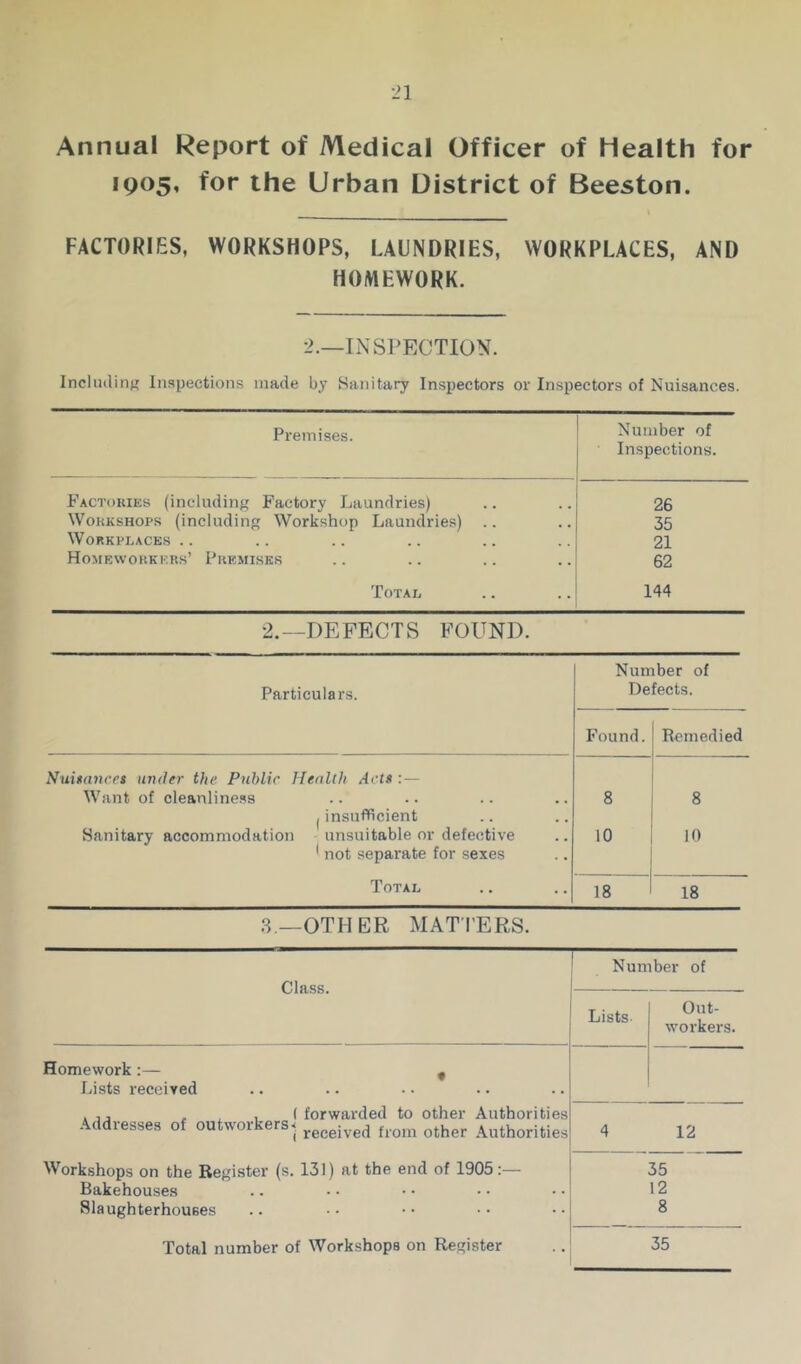 21
Annual Report of Medical Officer of Health for
1905, for the Urban District of Beeston.
FACTORIES, WORKSHOPS, LAUNDRIES, WORKPLACES, AND
HOMEWORK.
2.—INSPECTION.
Including Inspections made by Sanitary Inspectors or Inspectors of Nuisances.
Premises. Number of
Inspections.
FACTORIES (including Factory Laundries) .. .. 26
WORKSHOPS (including Workshop Laundries) .. .. 35
WORKPLACES .. .. .. .. .. .. 21
HOMEWORKERS' PREMISES .. .. .. .. 62
TOTAL .. .. 144
2.—DEFECTS FOUND.
Particulars. Number of
Defects.
Found. Remedied
Nuisances under the Public Health Acts:—
Want of cleanliness .. .. .. .. 8 8
insufficient .. ..
Sanitary accommodation unsuitable or defective .. 10 10
not separate for sexes ..
TOTAL .. .. 18 18
3.—OTHER MATTERS.
Class. Number of
Lists. Out-
workers.
Homework:—
Lists received .. .. .. .. ..
Addresses of outworkers { forwarded to other Authorities
received from other Authorities 4 12
Workshops on the Register (s. 131) at the end of 1905:— 35
Bakehouses .. .. .. .. .. 12
Slaughterhouses .. .. .. .. .. 8
Total number of Workshops on Register .. 35